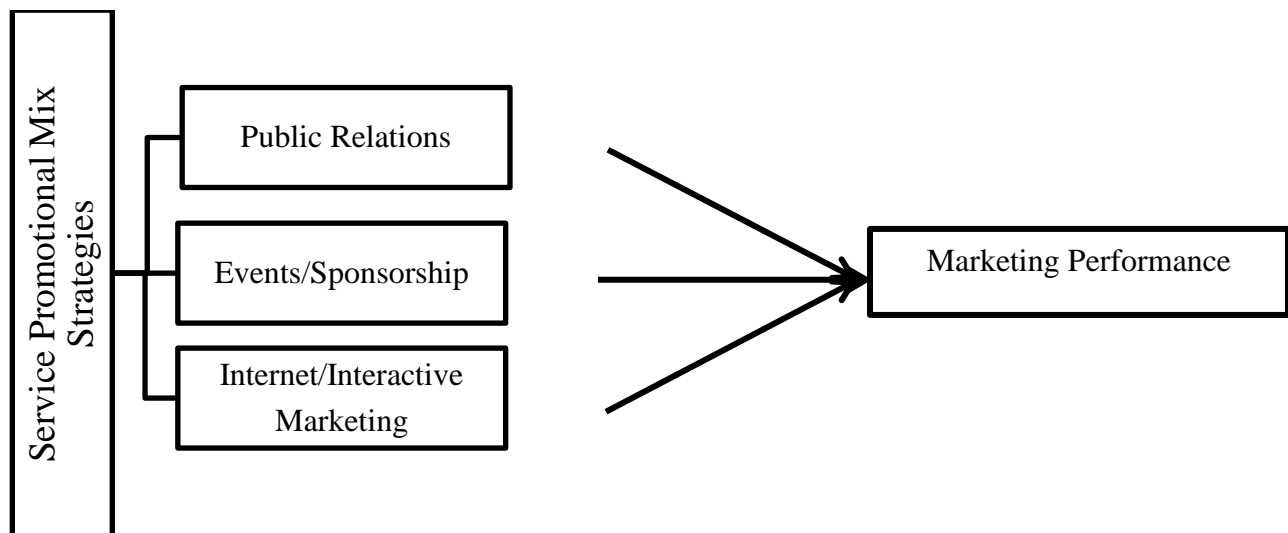 Service Promotional Mix
Strategies
Public Relations
Events/Sponsorship
Internet/Interactive
Marketing
Marketing Performance